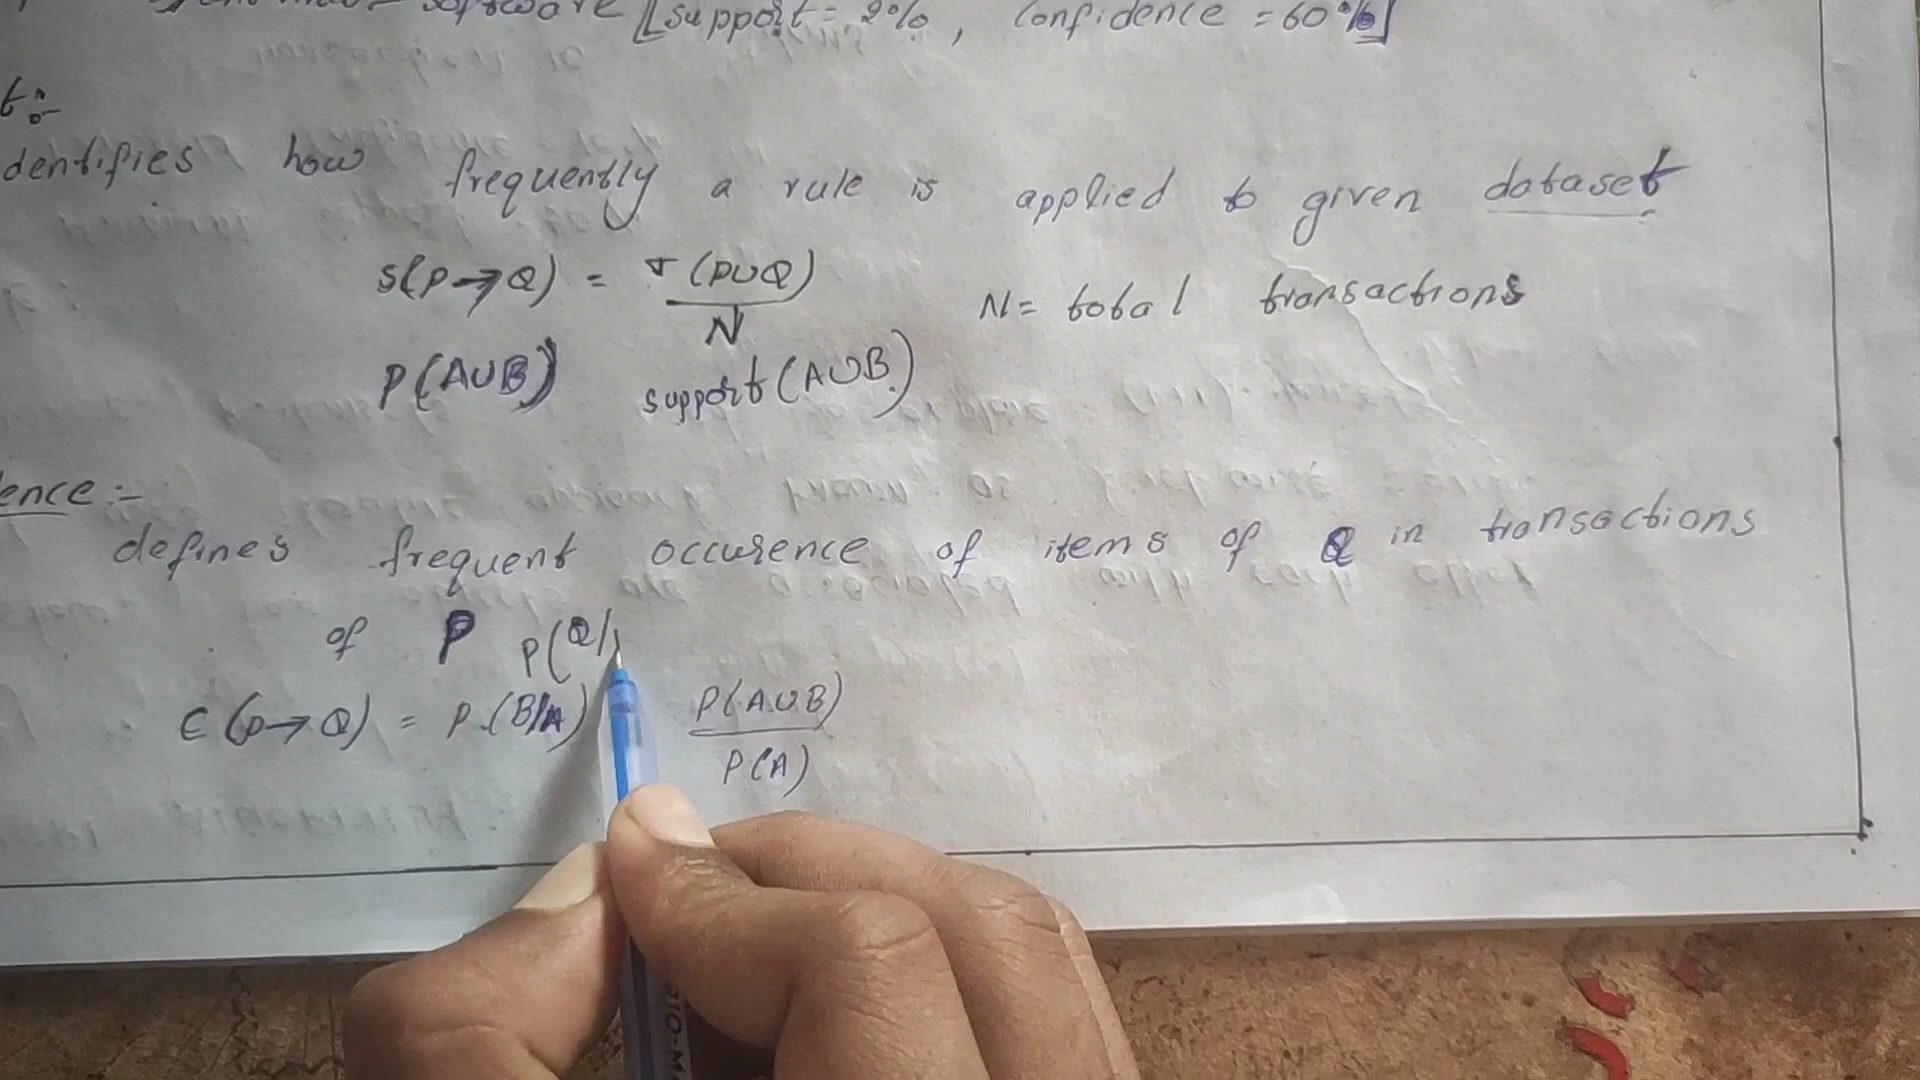 software [support = 2%, confidence = 60%]
t:-
dentifies how frequently a rule is applied to given dataset.
S(P→Q) = σ(P∪Q) / N N = total transactions
P(A∪B) support(A∪B)
ence :-
defines frequent occurence of items of Q in transactions
of P P(Q/
C(P→Q) = P(B/A) P(A∪B) / P(A)